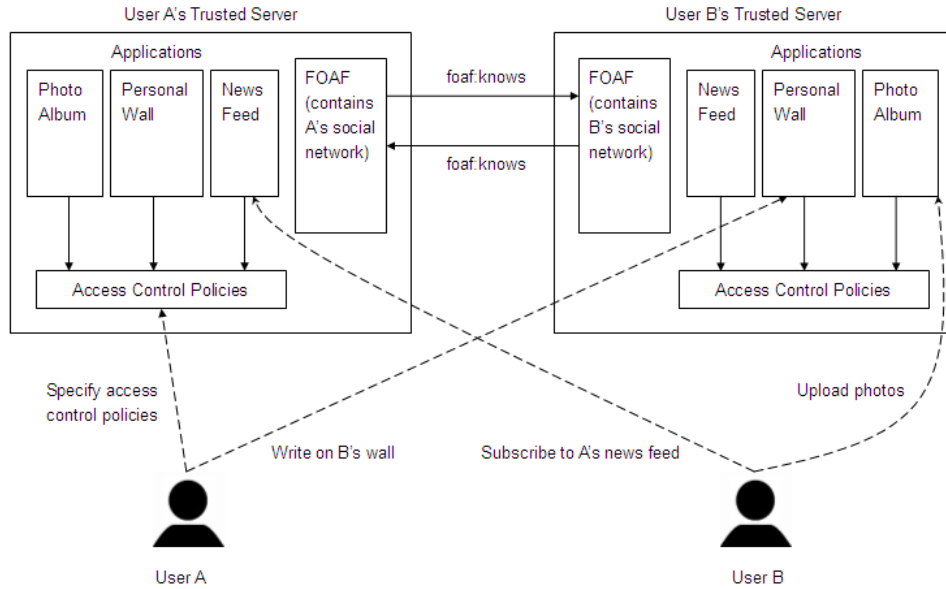 User A's Trusted Server
User B's Trusted Server
Applications
Photo
Album
Personal
Wall
News
Feed
FOAF
(contains
A's social
network)
foaf:knows
foaf:knows
FOAF
(contains
B's social
network)
Applications
News
Feed
Personal
Wall
Photo
Album
Access Control Policies
Access Control Policies
Specify access
control policies
Write on B's wall
Subscribe to A's news feed
Upload photos
User A
User B